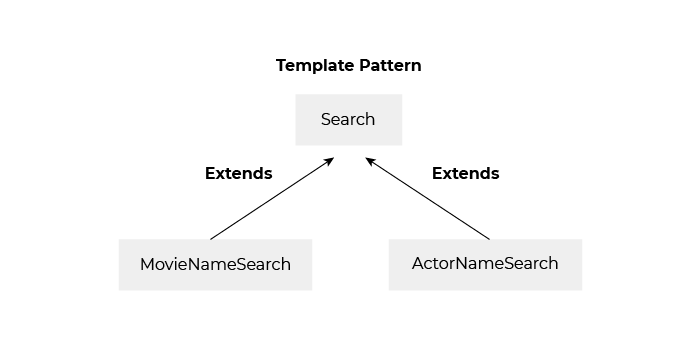 Template Pattern
Search
Extends
Extends
MovieNameSearch
ActorNameSearch